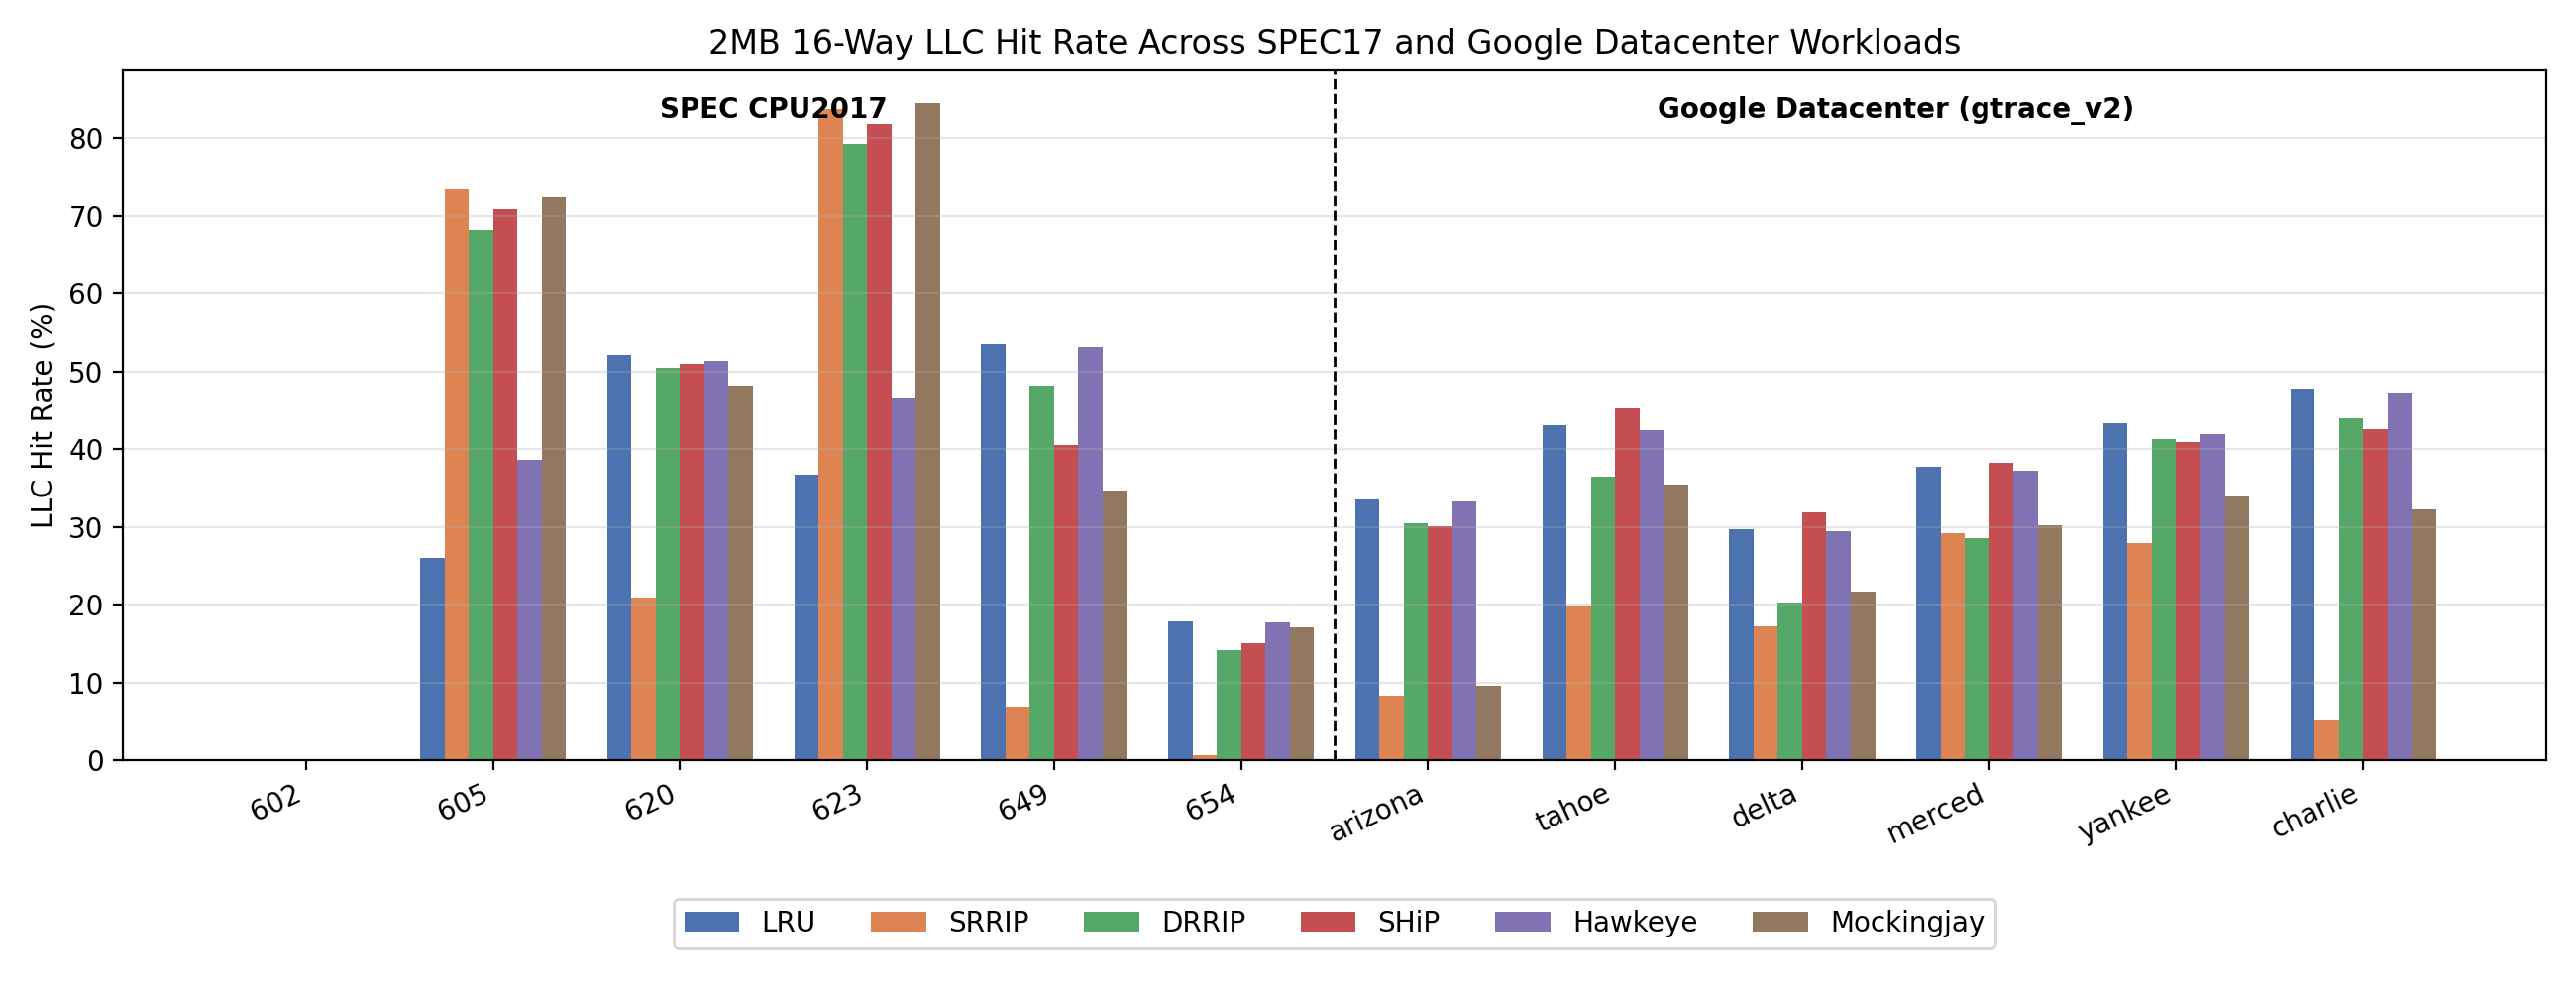 2MB 16-Way LLC Hit Rate Across SPEC17 and Google Datacenter Workloads
SPEC CPU2017
Google Datacenter (gtrace_v2)
LLC Hit Rate (%)
80
70
60
50
40
30
20
10
0
602 605 620 623 649 654 arizona tahoe delta merced yankee charlie
LRU SRRIP DRRIP SHiP Hawkeye Mockingjay